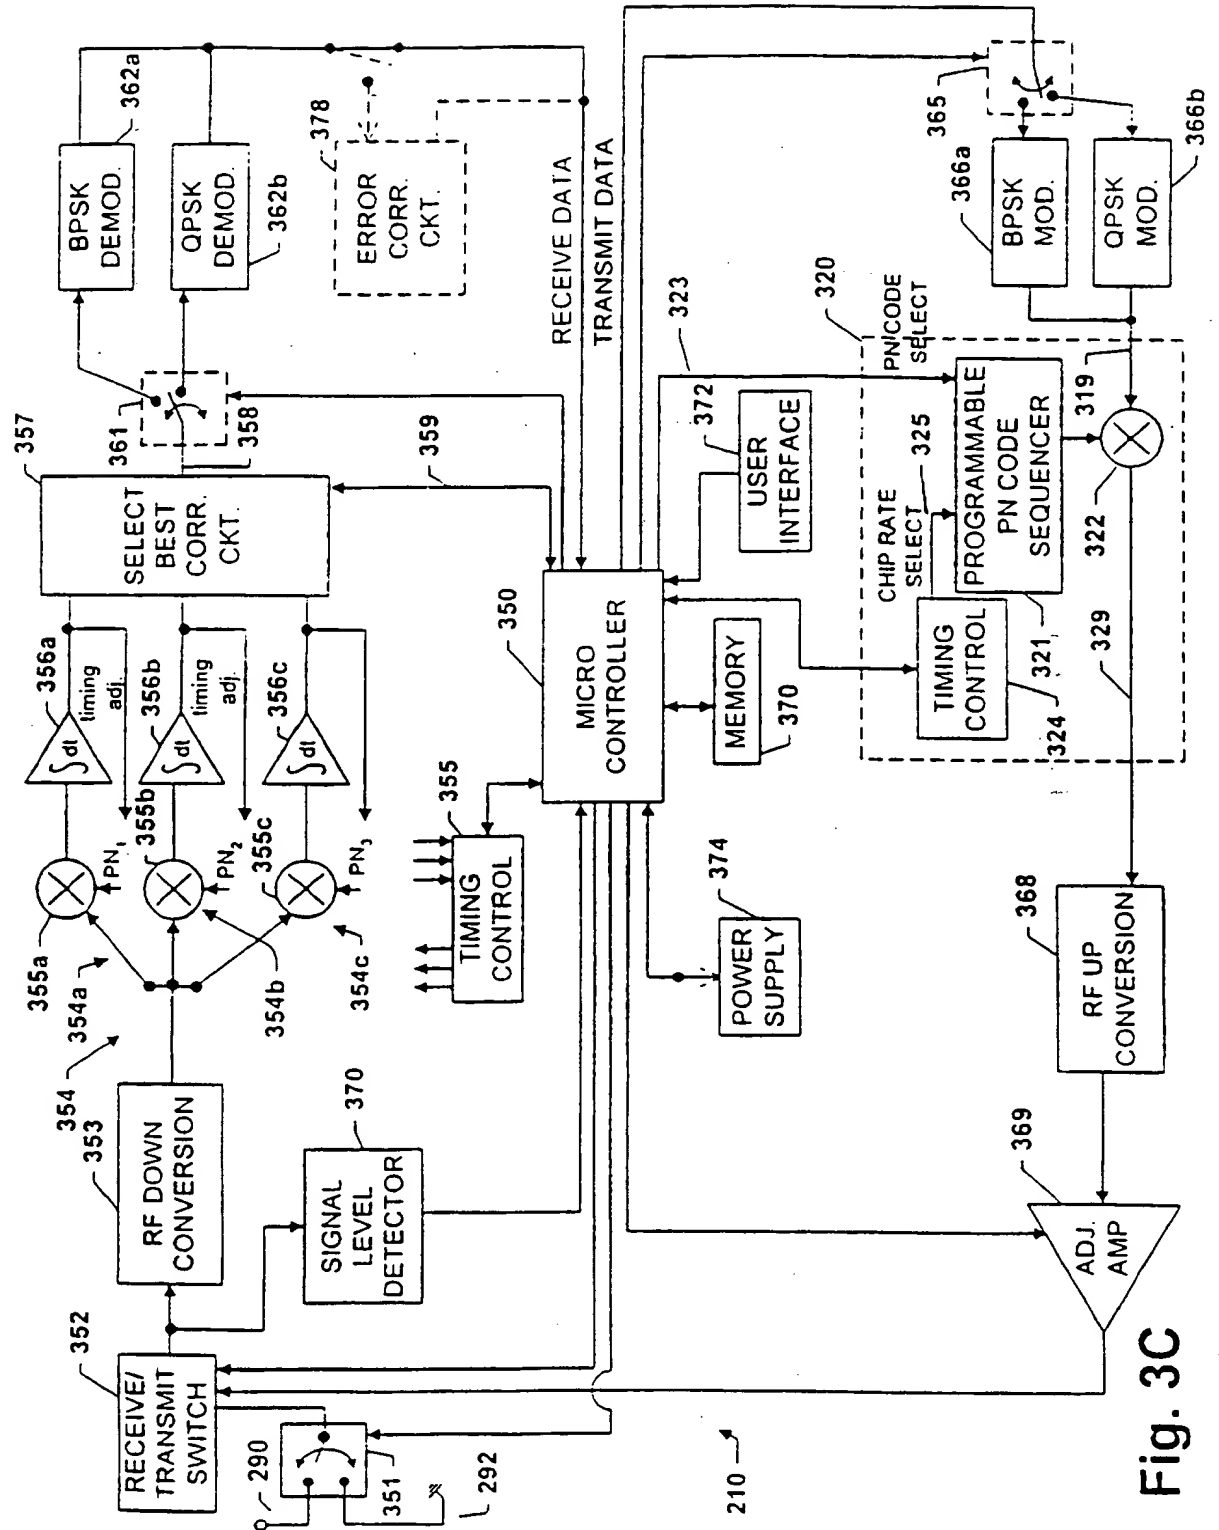 352
RECEIVE/
TRANSMIT
SWITCH
290
351
292
353
RF DOWN
CONVERSION
370
SIGNAL
LEVEL
DETECTOR
354
354a
354b
354c
355a
355b
355c
PN1
PN2
PN3
356a
∫dt
timing
adj.
356b
∫dt
timing
adj.
356c
∫dt
357
SELECT
BEST
CORR.
CKT.
361
358
359
362a
BPSK
DEMOD.
QPSK
DEMOD.
362b
378
ERROR
CORR.
CKT.
RECEIVE DATA
TRANSMIT DATA
355
TIMING
CONTROL
350
MICRO
CONTROLLER
374
POWER
SUPPLY
MEMORY
370
372
USER
INTERFACE
323
365
366a
BPSK
MOD.
366b
QPSK
MOD.
320
PN CODE
SELECT
CHIP RATE
SELECT
325
PROGRAMMABLE
PN CODE
SEQUENCER
321
TIMING
CONTROL
324
319
322
329
368
RF UP
CONVERSION
369
ADJ.
AMP
210
Fig. 3C